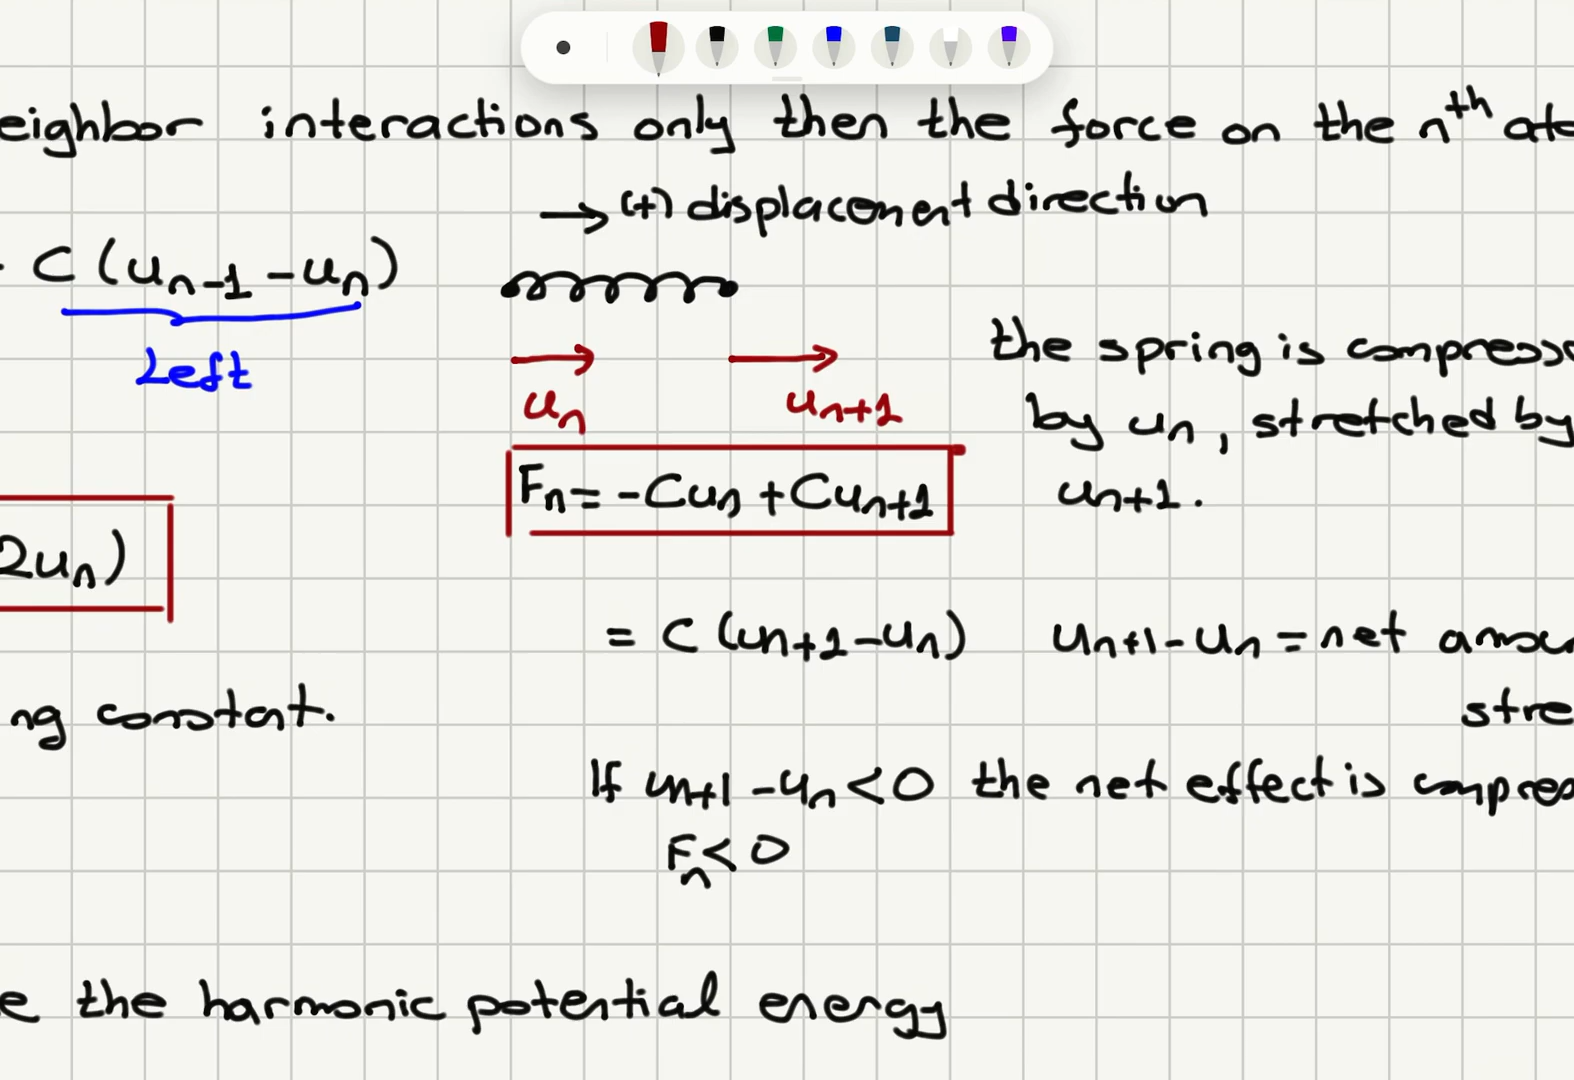 eighbor interactions only then the force on the nth ato
→ (+) displacement direction
C (un-1 - un)
Left
un
un+1
the spring is compresse
by un, stretched by
un+1.
Fn = -Cun + Cun+1
2un)
= C (un+1 - un) un+1 - un = net amou
stre
ng constant.
If un+1 - un < 0 the net effect is compres
Fn < 0
e the harmonic potential energy